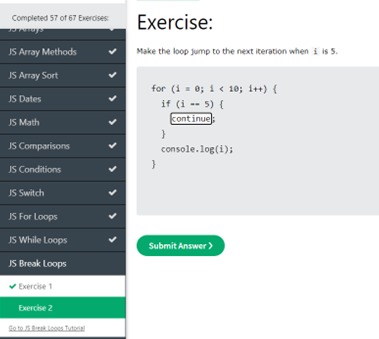 Completed 57 of 67 Exercises:
JS Arrays
JS Array Methods
JS Array Sort
JS Dates
JS Math
JS Comparisons
JS Conditions
JS Switch
JS For Loops
JS While Loops
JS Break Loops
Exercise 1
Exercise 2
Go to JS Break Loops Tutorial
Exercise:
Make the loop jump to the next iteration when i is 5.
for (i = 0; i < 10; i++) {
if (i == 5) {
continue;
}
console.log(i);
}
Submit Answer ❯